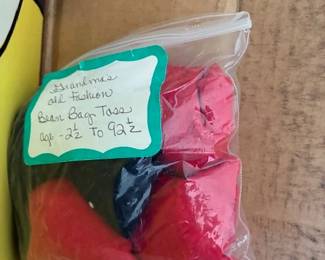 Grandma's
old Fashion
Bean Bag Toss
age - 2½ To 92½